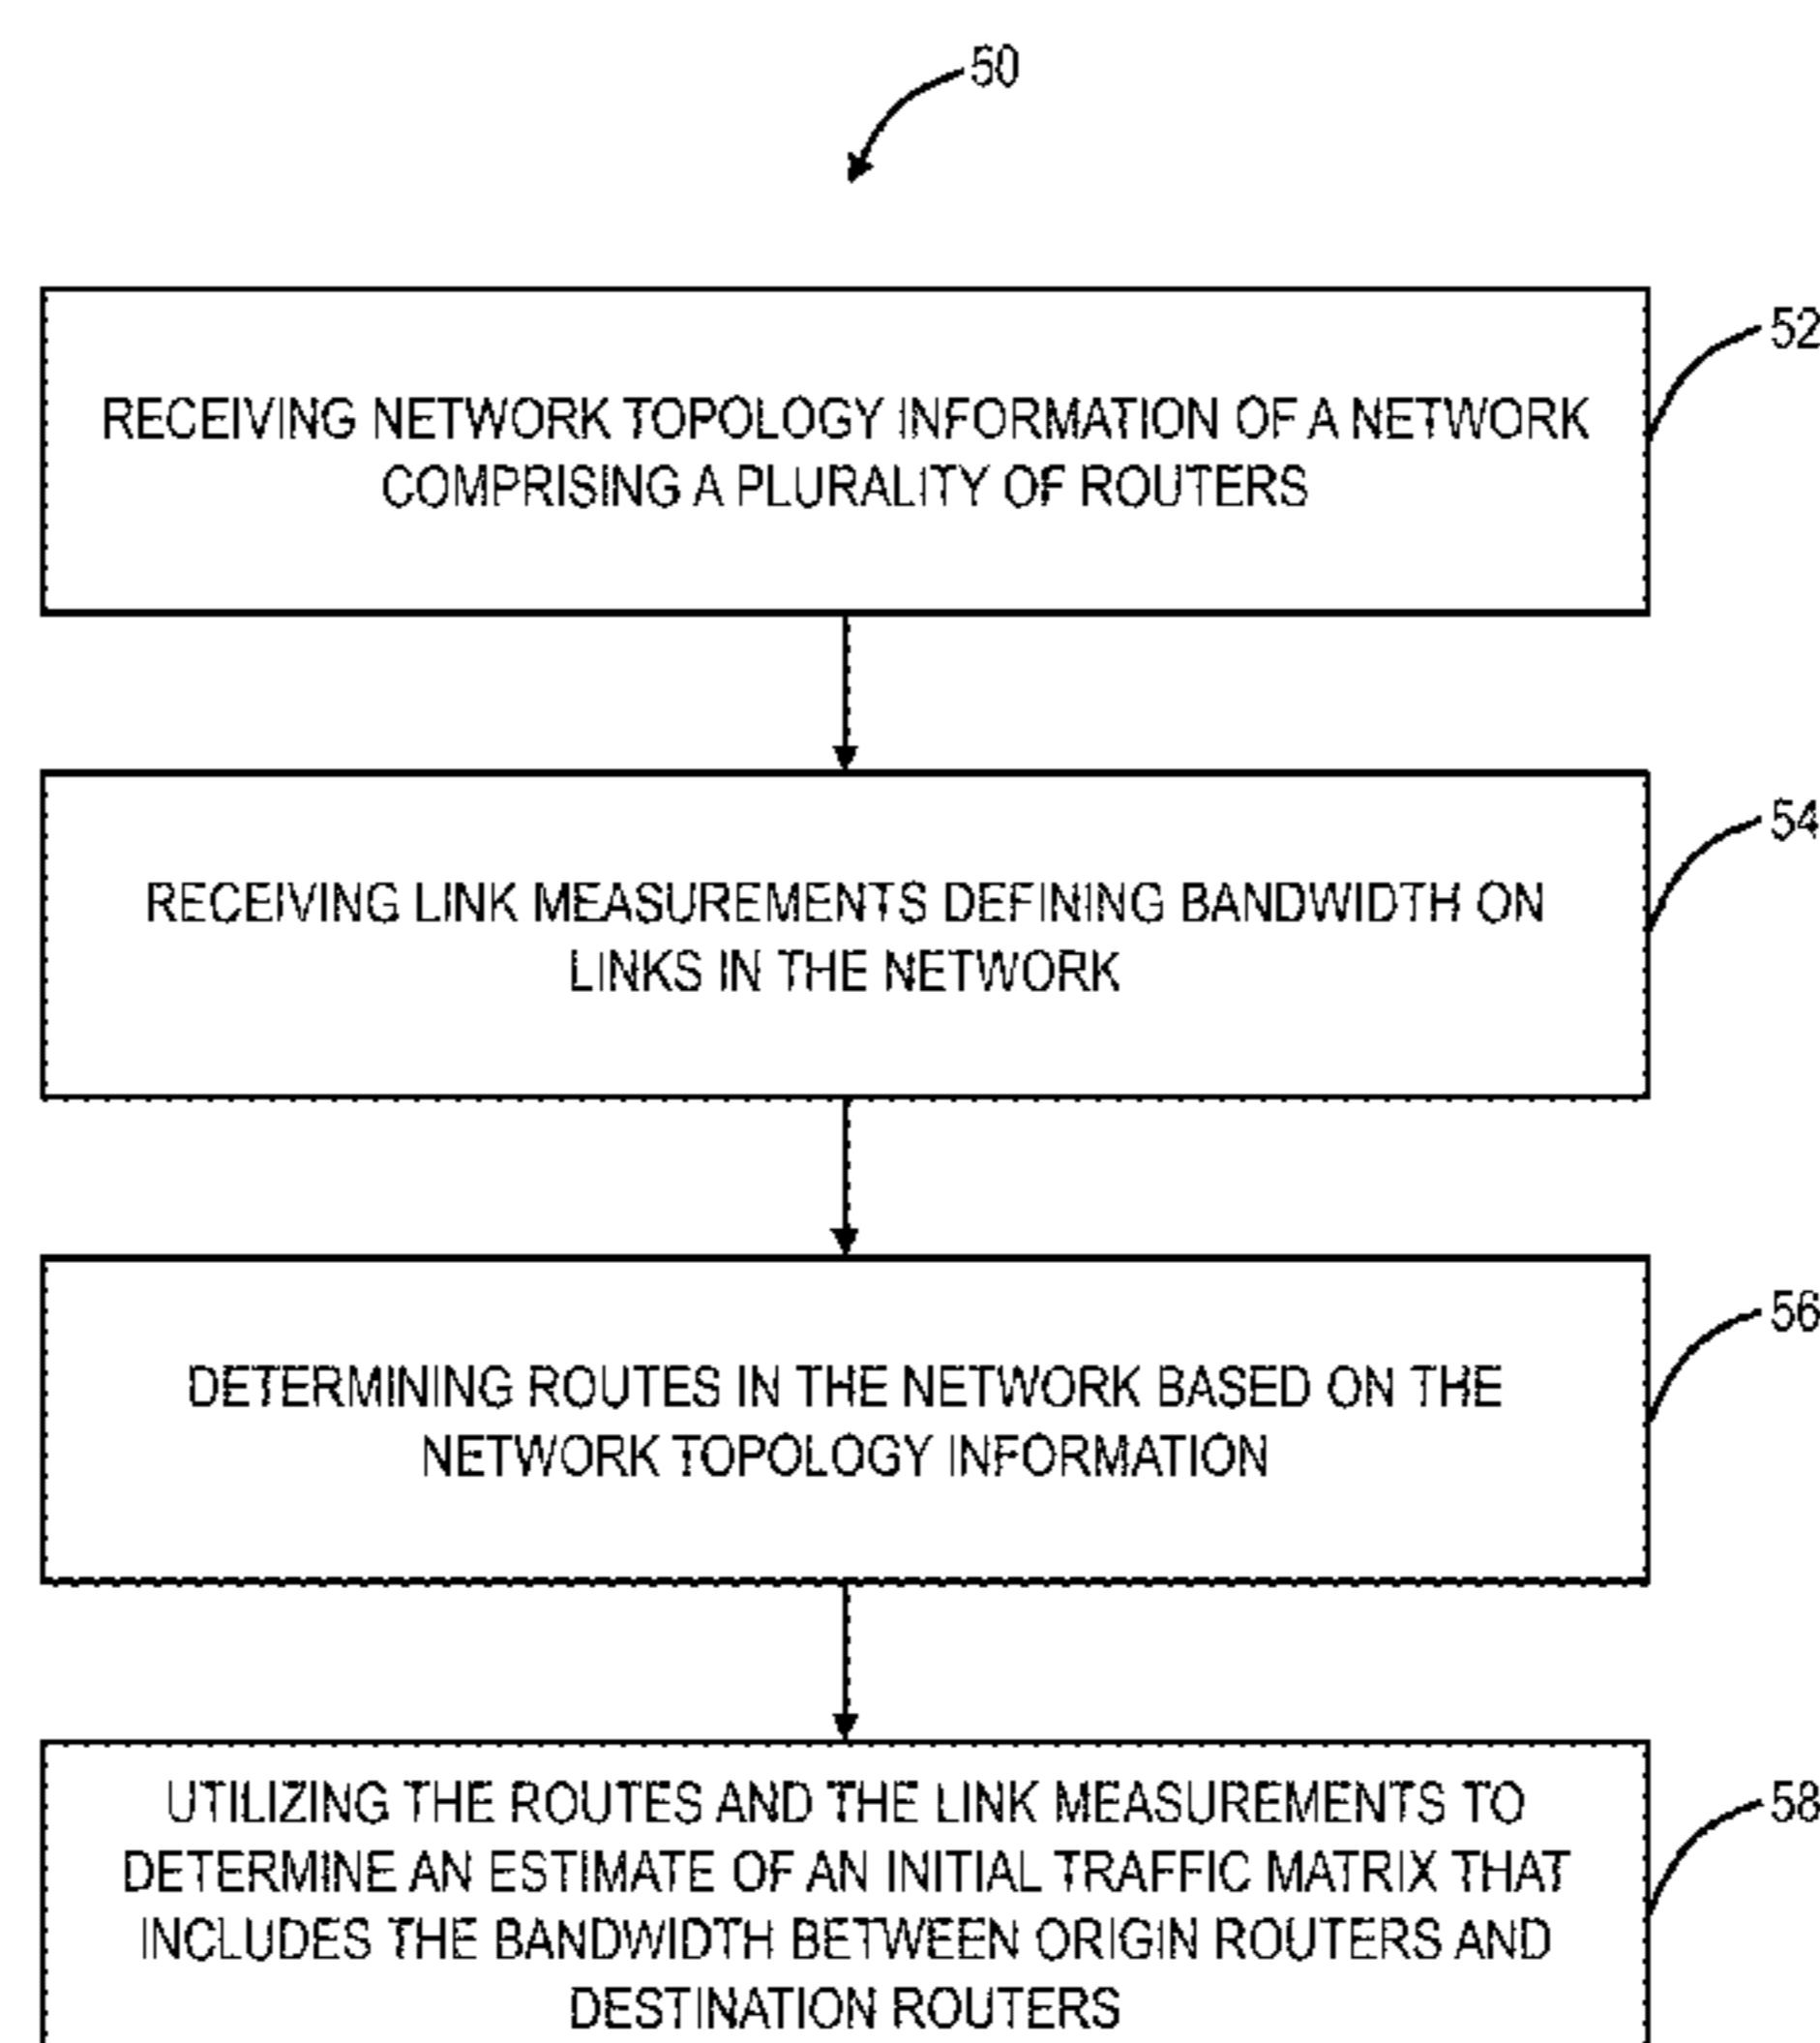 50
52
RECEIVING NETWORK TOPOLOGY INFORMATION OF A NETWORK
COMPRISING A PLURALITY OF ROUTERS
54
RECEIVING LINK MEASUREMENTS DEFINING BANDWIDTH ON
LINKS IN THE NETWORK
56
DETERMINING ROUTES IN THE NETWORK BASED ON THE
NETWORK TOPOLOGY INFORMATION
58
UTILIZING THE ROUTES AND THE LINK MEASUREMENTS TO
DETERMINE AN ESTIMATE OF AN INITIAL TRAFFIC MATRIX THAT
INCLUDES THE BANDWIDTH BETWEEN ORIGIN ROUTERS AND
DESTINATION ROUTERS